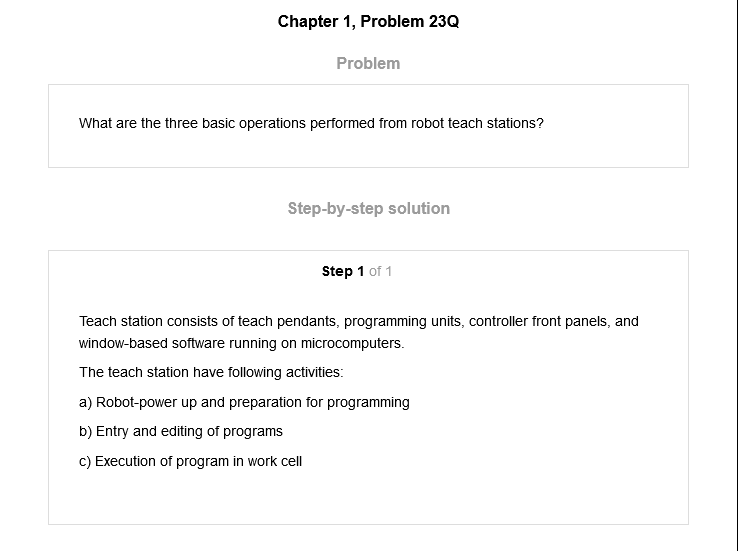 Chapter 1, Problem 23Q
Problem
What are the three basic operations performed from robot teach stations?
Step-by-step solution
Step 1 of 1
Teach station consists of teach pendants, programming units, controller front panels, and
window-based software running on microcomputers.
The teach station have following activities:
a) Robot-power up and preparation for programming
b) Entry and editing of programs
c) Execution of program in work cell